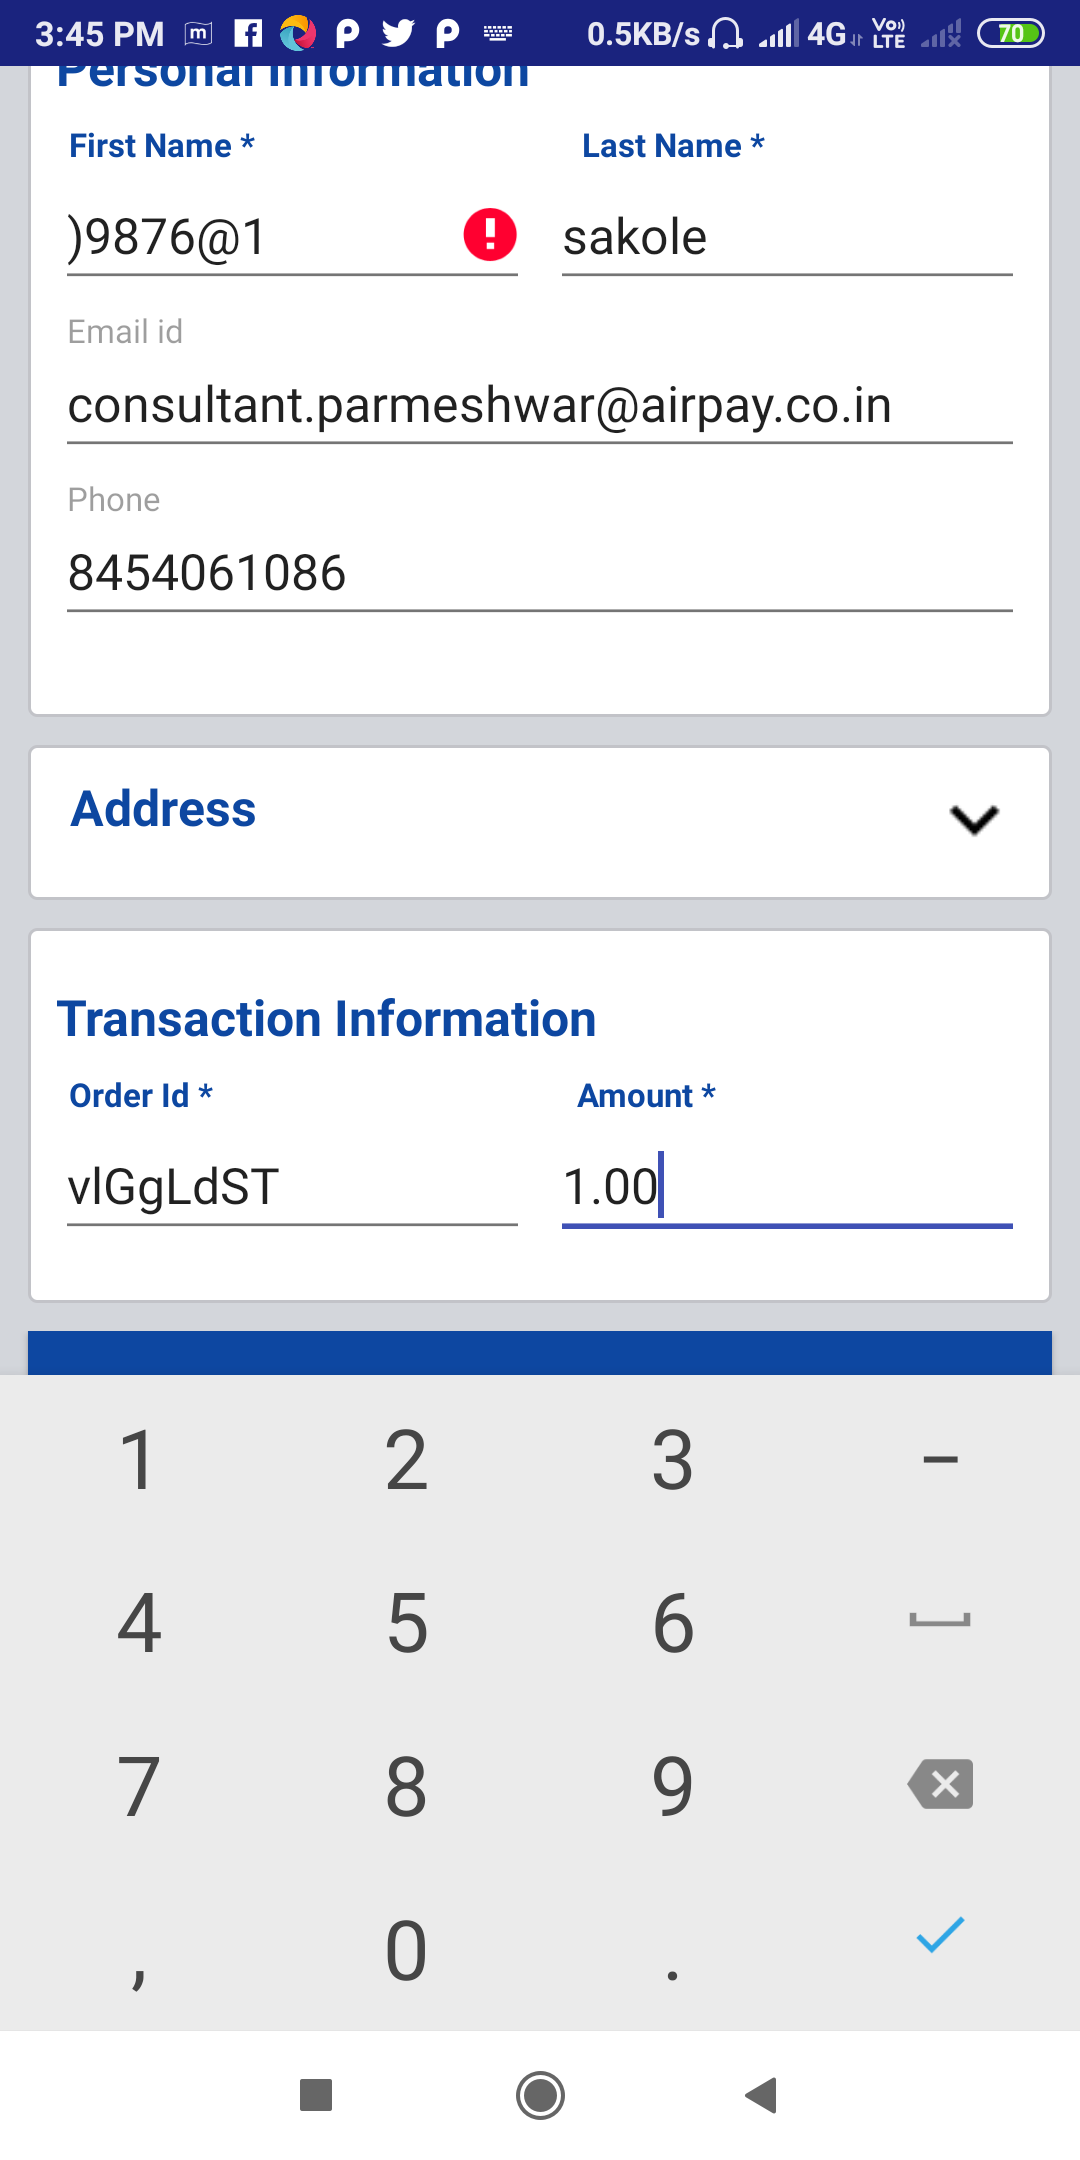 3:45 PM m 0.5KB/s 4G Vo) LTE 70
Personal Information
First Name * Last Name *
)9876@1 sakole
Email id
consultant.parmeshwar@airpay.co.in
Phone
8454061086
Address
Transaction Information
Order Id * Amount *
vlGgLdST 1.00
1 2 3 –
4 5 6
7 8 9
, 0 .